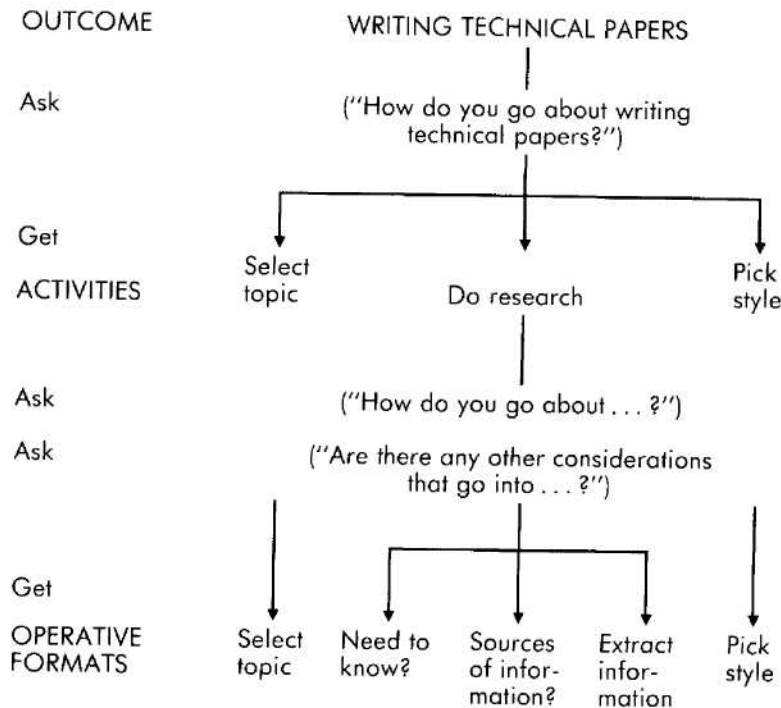 OUTCOME WRITING TECHNICAL PAPERS
Ask ("How do you go about writing
technical papers?")
Get
Select
topic
ACTIVITIES
Do research
Pick
style
Ask ("How do you go about . . . ?")
Ask ("Are there any other considerations
that go into . . . ?")
Get
OPERATIVE
FORMATS
Select
topic
Need to
know?
Sources
of infor-
mation?
Extract
infor-
mation
Pick
style